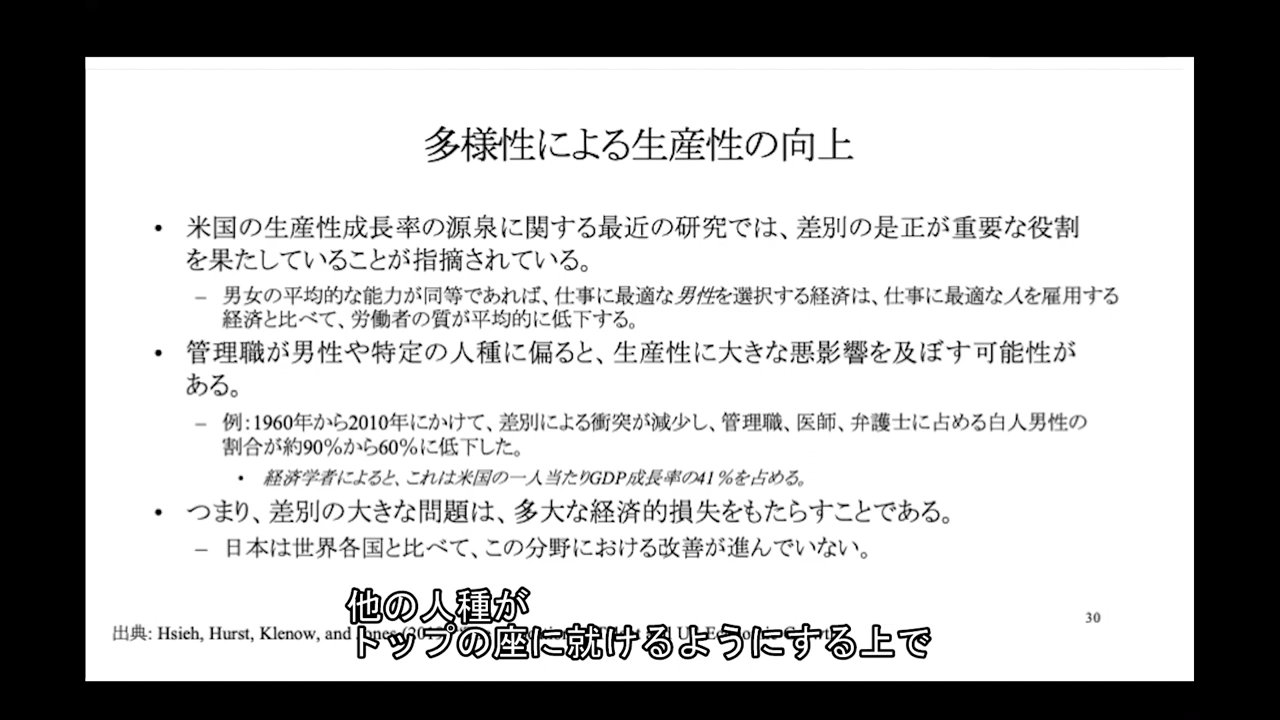 多様性による生産性の向上
• 米国の生産性成長率の源泉に関する最近の研究では、差別の是正が重要な役割
を果たしていることが指摘されている。
– 男女の平均的な能力が同等であれば、仕事に最適な男性を選択する経済は、仕事に最適な人を雇用する
経済と比べて、労働者の質が平均的に低下する。
• 管理職が男性や特定の人種に偏ると、生産性に大きな悪影響を及ぼす可能性が
ある。
– 例：1960年から2010年にかけて、差別による衝突が減少し、管理職、医師、弁護士に占める白人男性の
割合が約90%から60%に低下した。
• 経済学者によると、これは米国の一人当たりGDP成長率の41%を占める。
• つまり、差別の大きな問題は、多大な経済的損失をもたらすことである。
– 日本は世界各国と比べて、この分野における改善が進んでいない。
他の人種が
トップの座に就けるようにする上で
出典: Hsieh, Hurst, Klenow, and
30